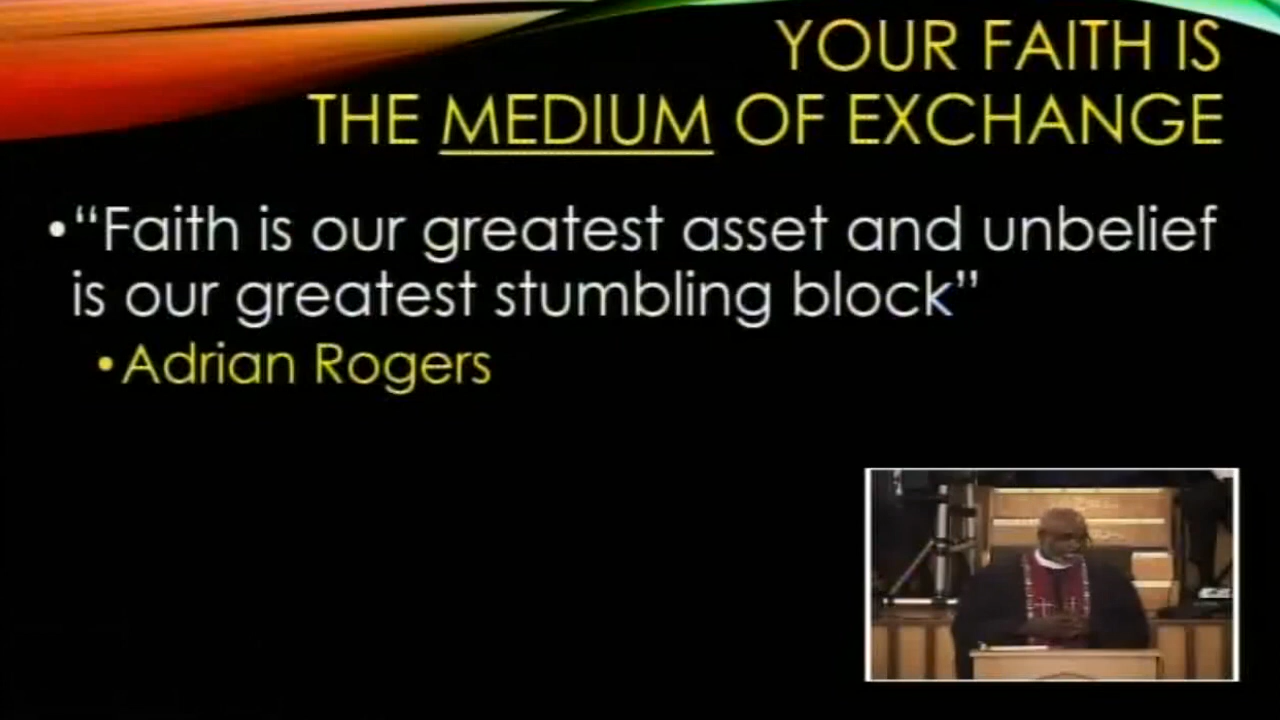 YOUR FAITH IS
THE MEDIUM OF EXCHANGE
•“Faith is our greatest asset and unbelief
is our greatest stumbling block”
•Adrian Rogers